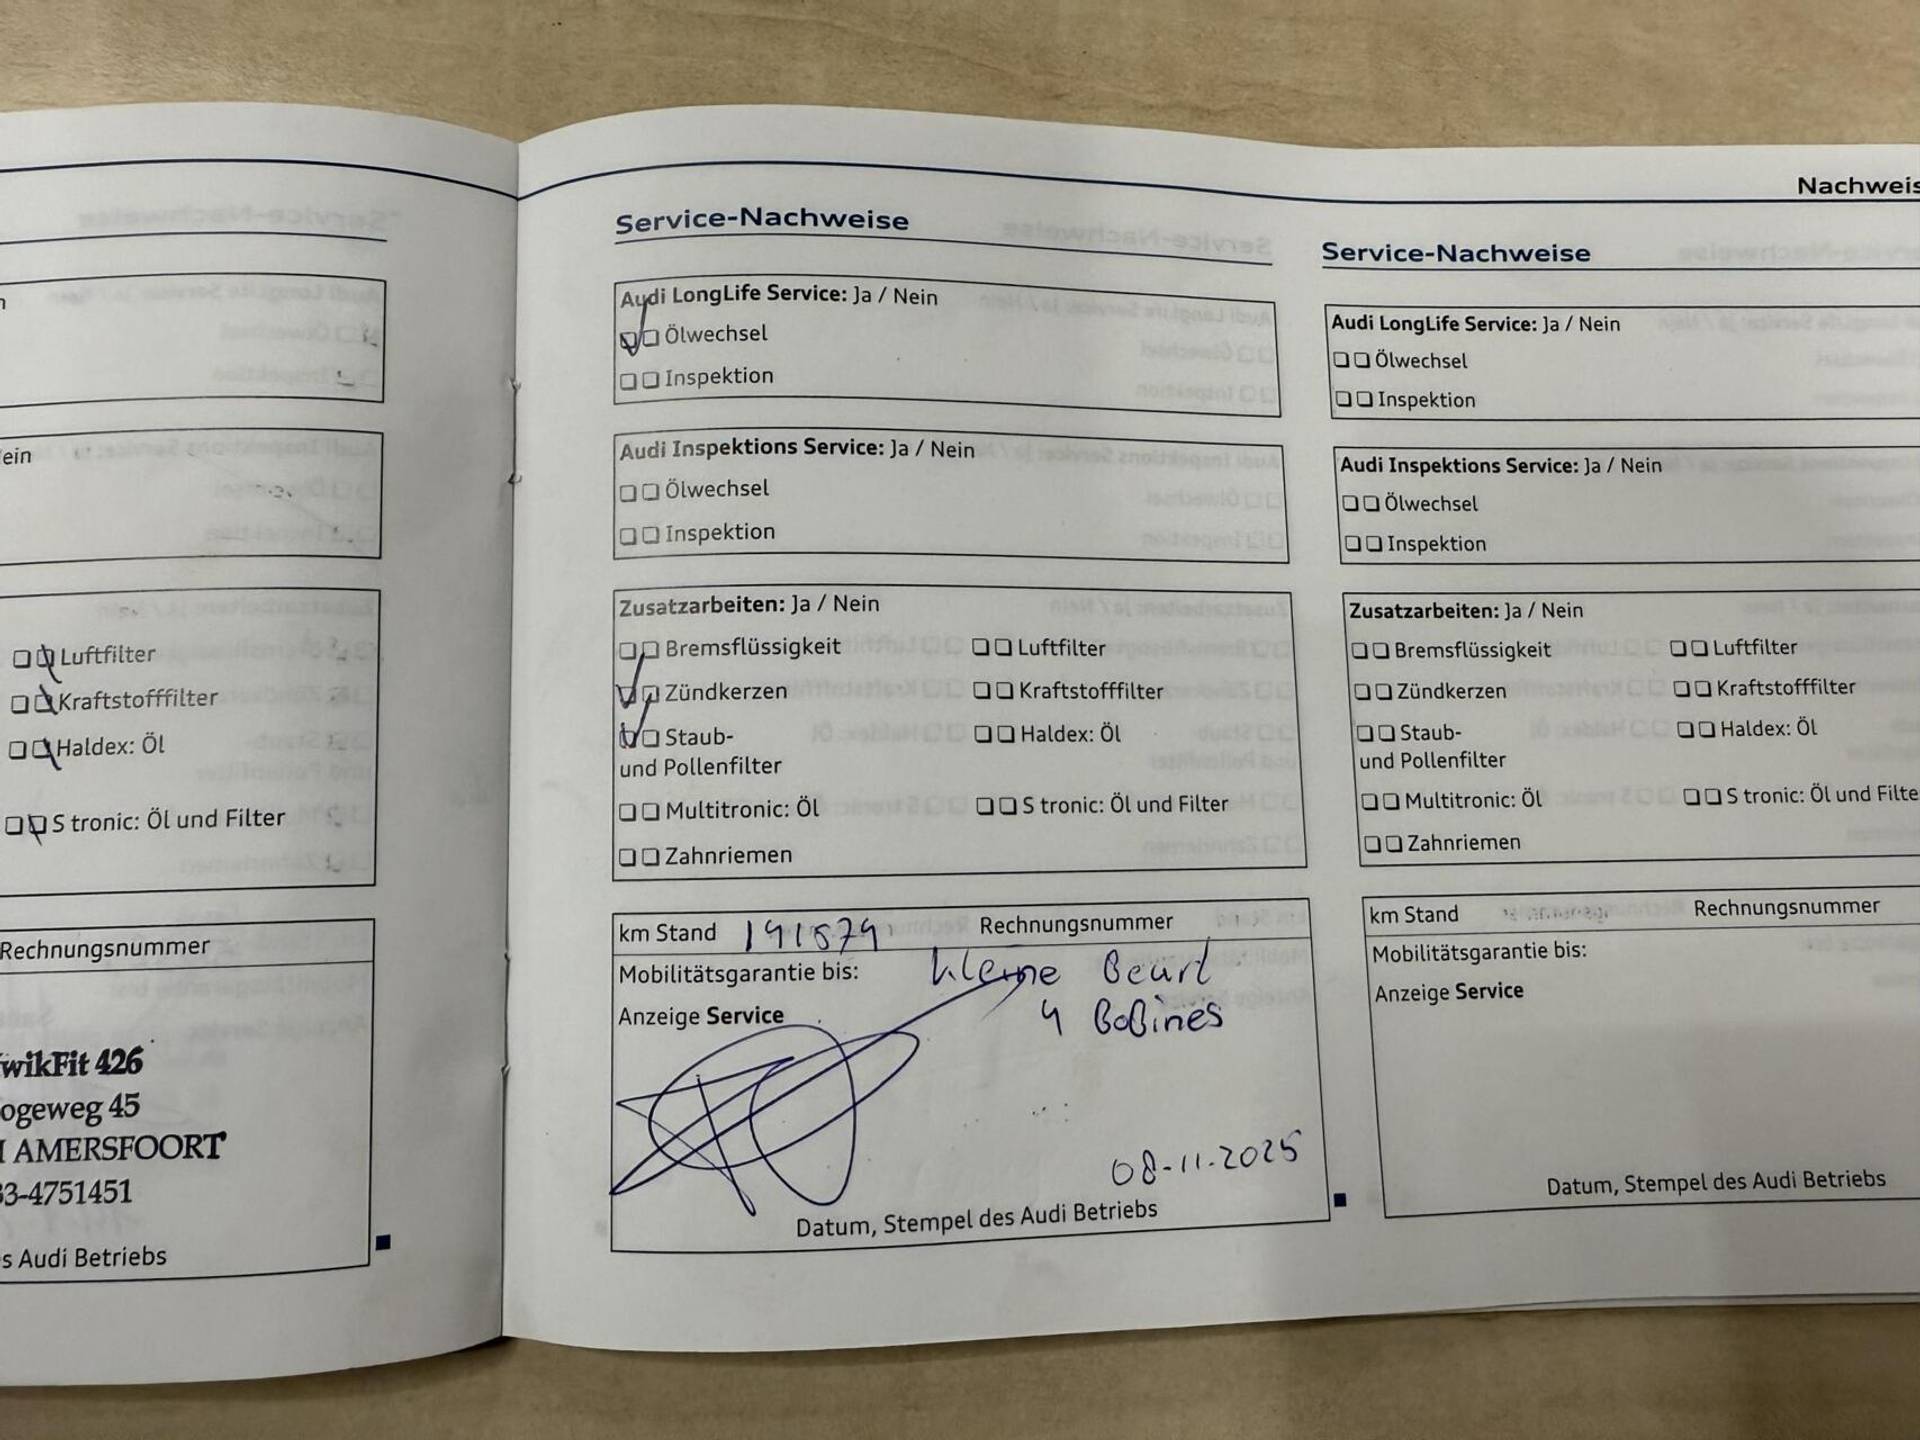 ein
Luftfilter
Kraftstofffilter
Haldex: Öl
S tronic: Öl und Filter
Rechnungsnummer
wikFit 426
ogeweg 45
AMERSFOORT
33-4751451
s Audi Betriebs
Service-Nachweise
Audi LongLife Service: Ja / Nein
Ölwechsel
Inspektion
Audi Inspektions Service: Ja / Nein
Ölwechsel
Inspektion
Zusatzarbeiten: Ja / Nein
Bremsflüssigkeit Luftfilter
Zündkerzen Kraftstofffilter
Staub- Haldex: Öl
und Pollenfilter
Multitronic: Öl S tronic: Öl und Filter
Zahnriemen
km Stand 191579 Rechnungsnummer
Mobilitätsgarantie bis: kleine Beurt
Anzeige Service 4 BoBines
08-11-2025
Datum, Stempel des Audi Betriebs
Nachweis
Service-Nachweise
Audi LongLife Service: Ja / Nein
Ölwechsel
Inspektion
Audi Inspektions Service: Ja / Nein
Ölwechsel
Inspektion
Zusatzarbeiten: Ja / Nein
Bremsflüssigkeit Luftfilter
Zündkerzen Kraftstofffilter
Staub- Haldex: Öl
und Pollenfilter
Multitronic: Öl S tronic: Öl und Filte
Zahnriemen
km Stand Rechnungsnummer
Mobilitätsgarantie bis:
Anzeige Service
Datum, Stempel des Audi Betriebs